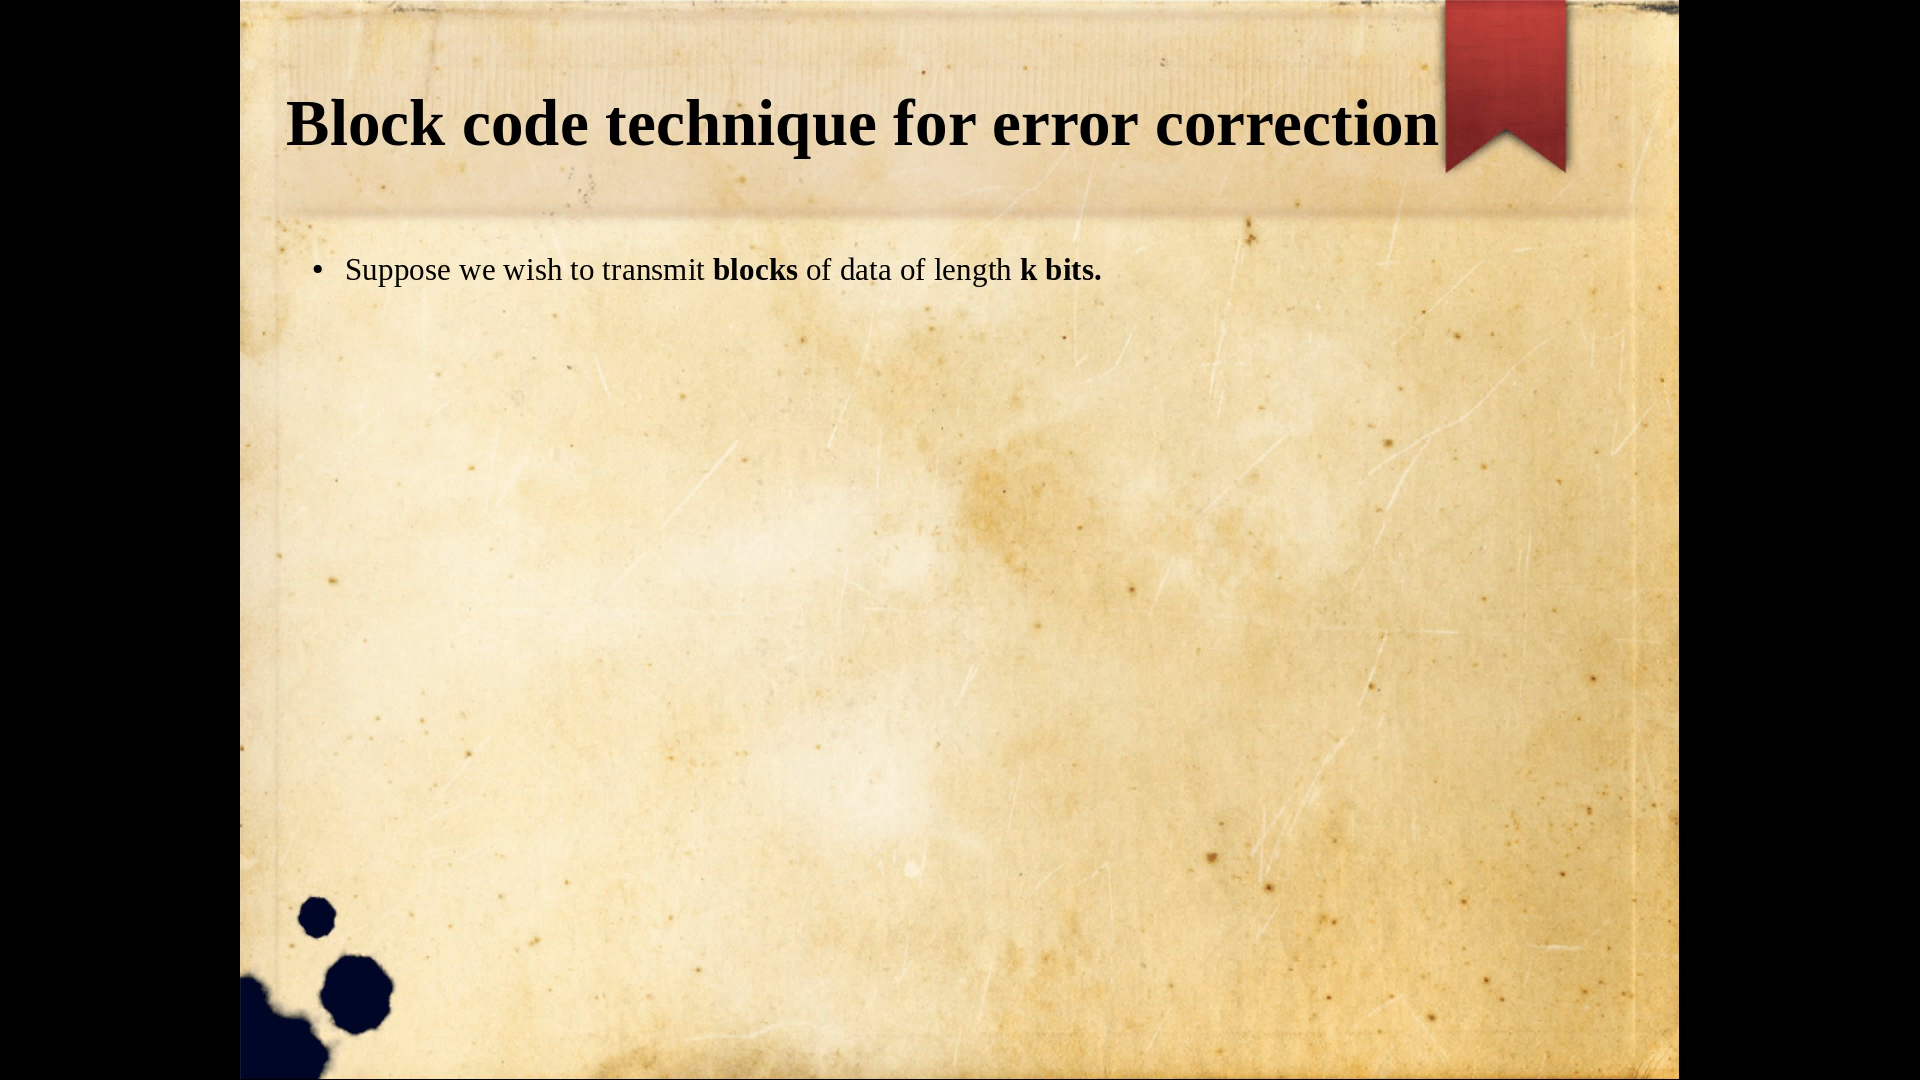 Block code technique for error correction
• Suppose we wish to transmit blocks of data of length k bits.